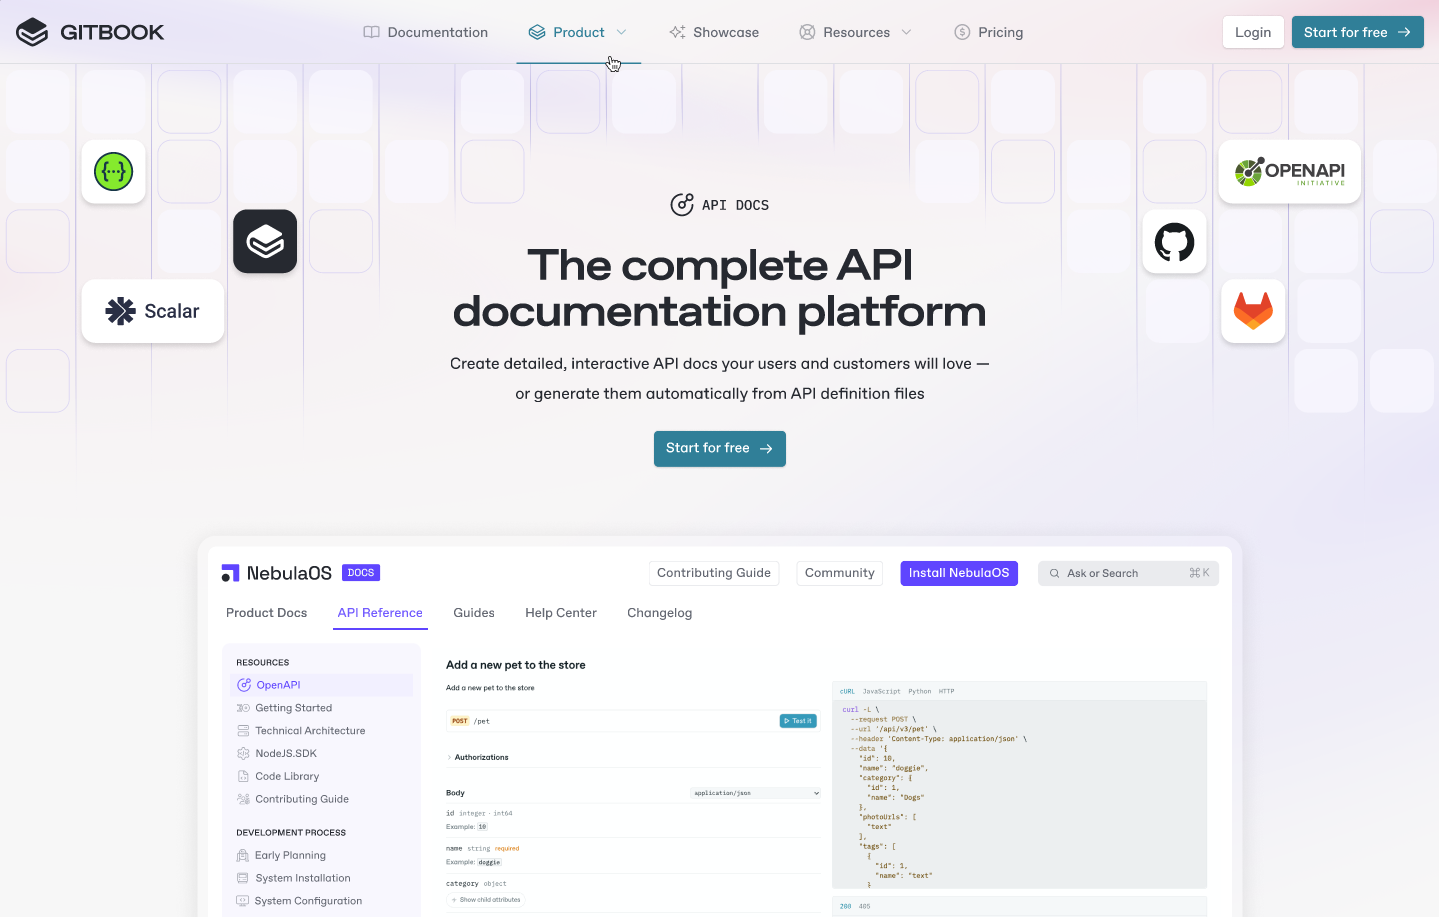 GITBOOK
Documentation
Product
Showcase
Resources
Pricing
Login
Start for free →
OPENAPI
INITIATIVE
Scalar
API DOCS
The complete API
documentation platform
Create detailed, interactive API docs your users and customers will love —
or generate them automatically from API definition files
Start for free →
NebulaOS DOCS
Contributing Guide
Community
Install NebulaOS
Ask or Search ⌘K
Product Docs
API Reference
Guides
Help Center
Changelog
RESOURCES
OpenAPI
Getting Started
Technical Architecture
NodeJS.SDK
Code Library
Contributing Guide
DEVELOPMENT PROCESS
Early Planning
System Installation
System Configuration
Add a new pet to the store
Add a new pet to the store
POST /pet
Test it
Authorizations
Body
application/json
id integer · int64
Example: 10
name string required
Example: doggie
category object
+ Show child attributes
cURL JavaScript Python HTTP
curl -L \
--request POST \
--url '/api/v3/pet' \
--header 'Content-Type: application/json' \
--data '{
"id": 10,
"name": "doggie",
"category": {
"id": 1,
"name": "Dogs"
},
"photoUrls": [
"text"
],
"tags": [
{
"id": 1,
"name": "text"
}
200 405